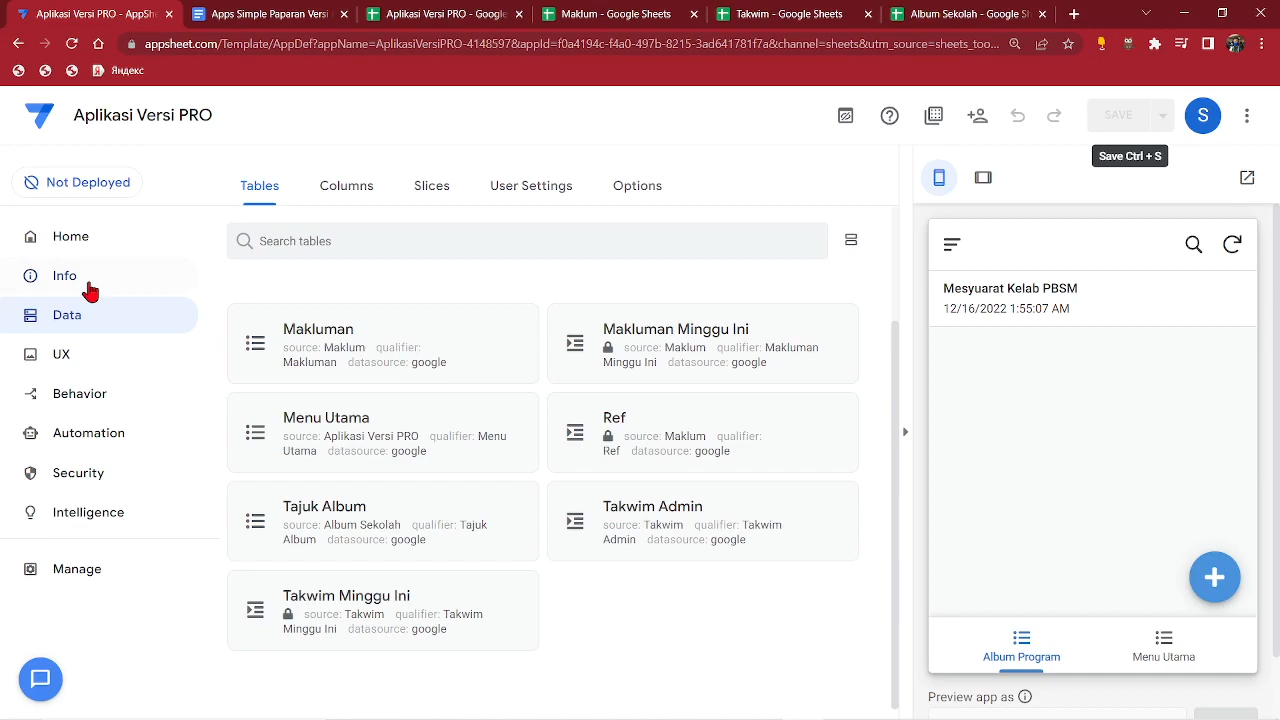 Aplikasi Versi PRO - AppSh
Apps Simple Paparan Versi
Aplikasi Versi PRO - Google
Maklum - Google Sheets
Takwim - Google Sheets
Album Sekolah - Google Sh
appsheet.com/Template/AppDef?appName=AplikasiVersiPRO-4148597&appId=f0a4194c-f4a0-497b-8215-3ad641781f7a&channel=sheets&utm_source=sheets_too...
Яндекс
Aplikasi Versi PRO
SAVE
S
Save Ctrl + S
Not Deployed
Tables Columns Slices User Settings Options
Home
Info
Data
UX
Behavior
Automation
Security
Intelligence
Manage
Search tables
Makluman
source: Maklum qualifier:
Makluman datasource: google
Makluman Minggu Ini
source: Maklum qualifier: Makluman
Minggu Ini datasource: google
Menu Utama
source: Aplikasi Versi PRO qualifier: Menu
Utama datasource: google
Ref
source: Maklum qualifier:
Ref datasource: google
Tajuk Album
source: Album Sekolah qualifier: Tajuk
Album datasource: google
Takwim Admin
source: Takwim qualifier: Takwim
Admin datasource: google
Takwim Minggu Ini
source: Takwim qualifier: Takwim
Minggu Ini datasource: google
Mesyuarat Kelab PBSM
12/16/2022 1:55:07 AM
Album Program
Menu Utama
Preview app as